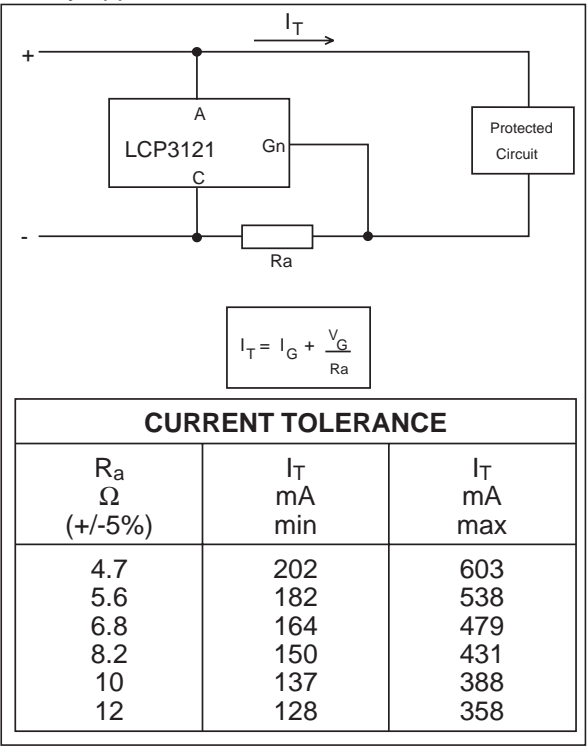 I_T
+
A
LCP3121
Gn
C
Protected
Circuit
-
Ra
I_T = I_G + V_G / Ra
CURRENT TOLERANCE
Ra I_T I_T
Ω mA mA
(+/-5%) min max
4.7 202 603
5.6 182 538
6.8 164 479
8.2 150 431
10 137 388
12 128 358